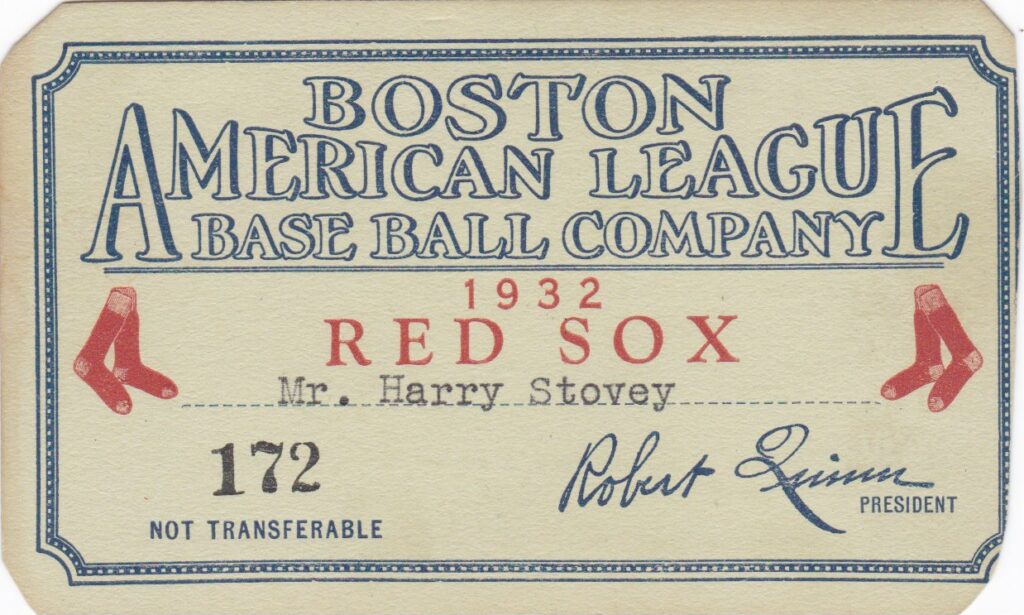 BOSTON
AMERICAN LEAGUE
BASE BALL COMPANY
1932
RED SOX
Mr. Harry Stovey
172
Robert Quinn
PRESIDENT
NOT TRANSFERABLE